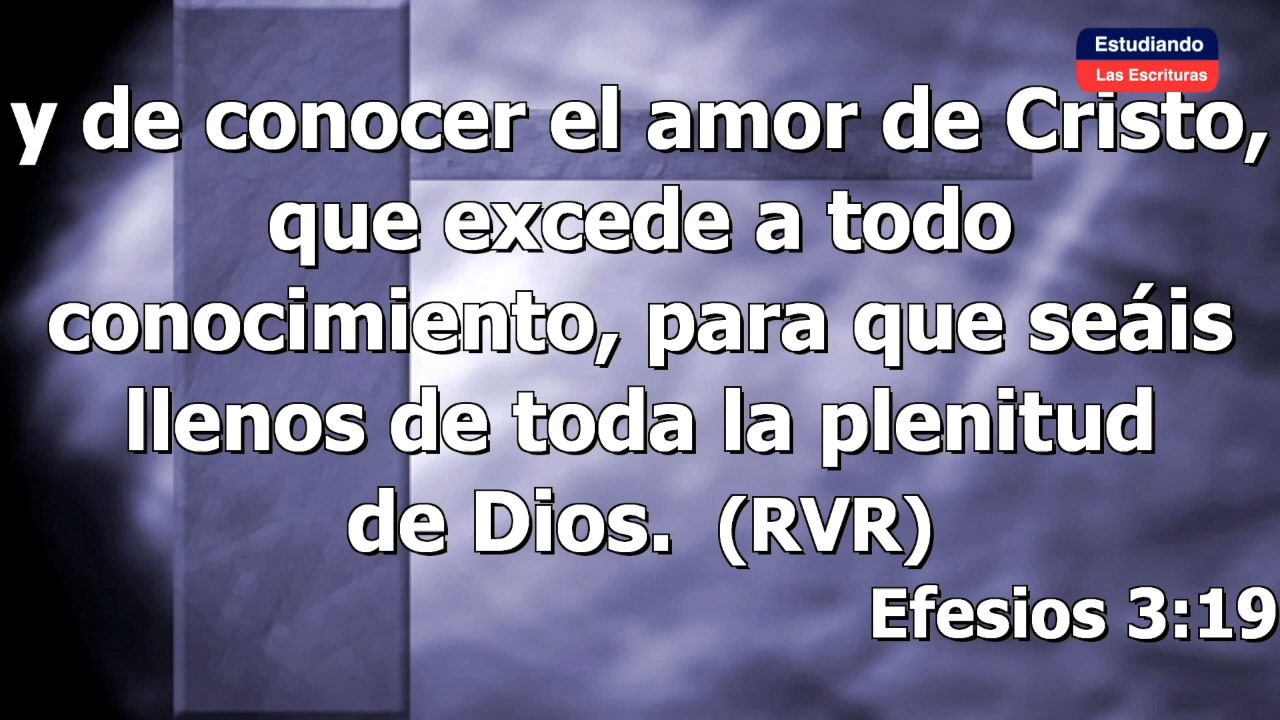 Estudiando
Las Escrituras
y de conocer el amor de Cristo,
que excede a todo
conocimiento, para que seáis
llenos de toda la plenitud
de Dios. (RVR)
Efesios 3:19